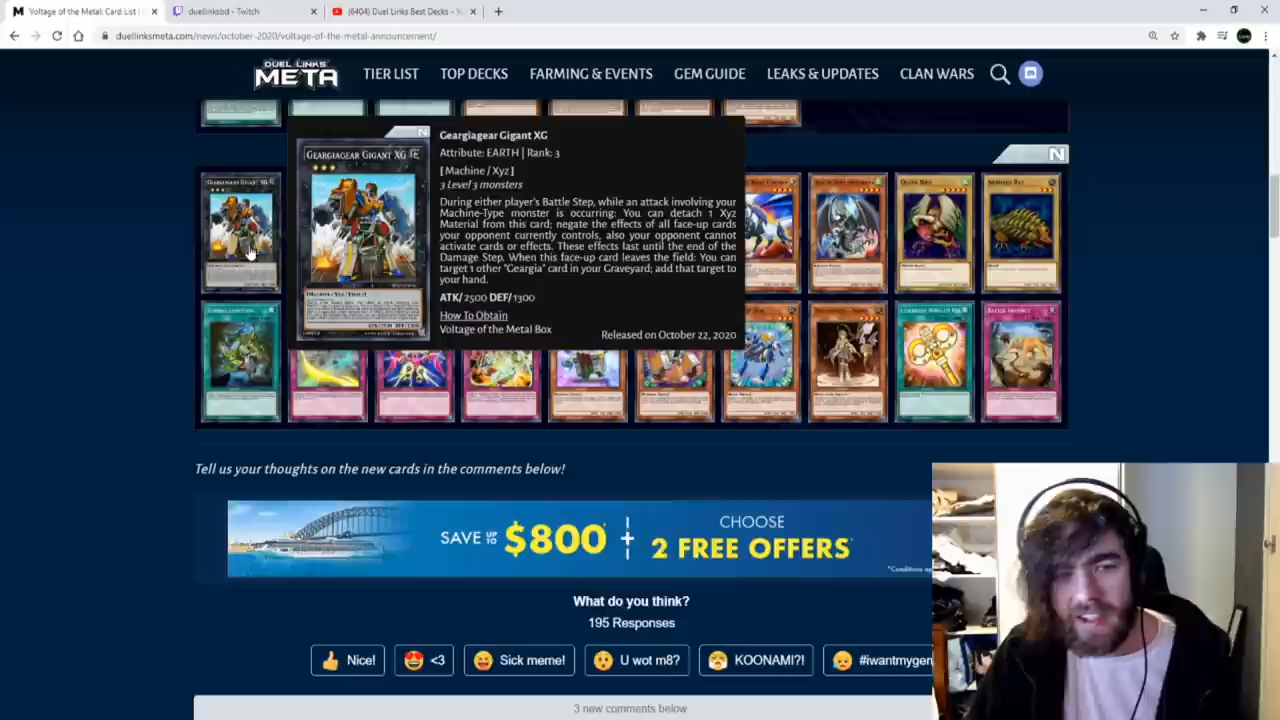 Voltage of the Metal: Card List |
duellinksbd - Twitch
(6404) Duel Links Best Decks - Yo
duellinksmeta.com/news/october-2020/voltage-of-the-metal-announcement/
DUEL LINKS
META
TIER LIST
TOP DECKS
FARMING & EVENTS
GEM GUIDE
LEAKS & UPDATES
CLAN WARS
N
N
GEARGIAGEAR GIGANT XG
Geargiagear Gigant XG
Attribute: EARTH | Rank: 3
[ Machine / Xyz ]
3 Level 3 monsters
During either player's Battle Step, while an attack involving your
Machine-Type monster is occurring: You can detach 1 Xyz
Material from this card; negate the effects of all face-up cards
your opponent currently controls, also your opponent cannot
activate cards or effects. These effects last until the end of the
Damage Step. When this face-up card leaves the field: You can
target 1 other "Geargia" card in your Graveyard; add that target to
your hand.
ATK/ 2500 DEF/ 1300
How To Obtain
Voltage of the Metal Box
Released on October 22, 2020
Tell us your thoughts on the new cards in the comments below!
SAVE UP TO $800* + CHOOSE
2 FREE OFFERS*
What do you think?
195 Responses
Nice!
<3
Sick meme!
U wot m8?
KOONAMI?!
#iwantmygen
3 new comments below